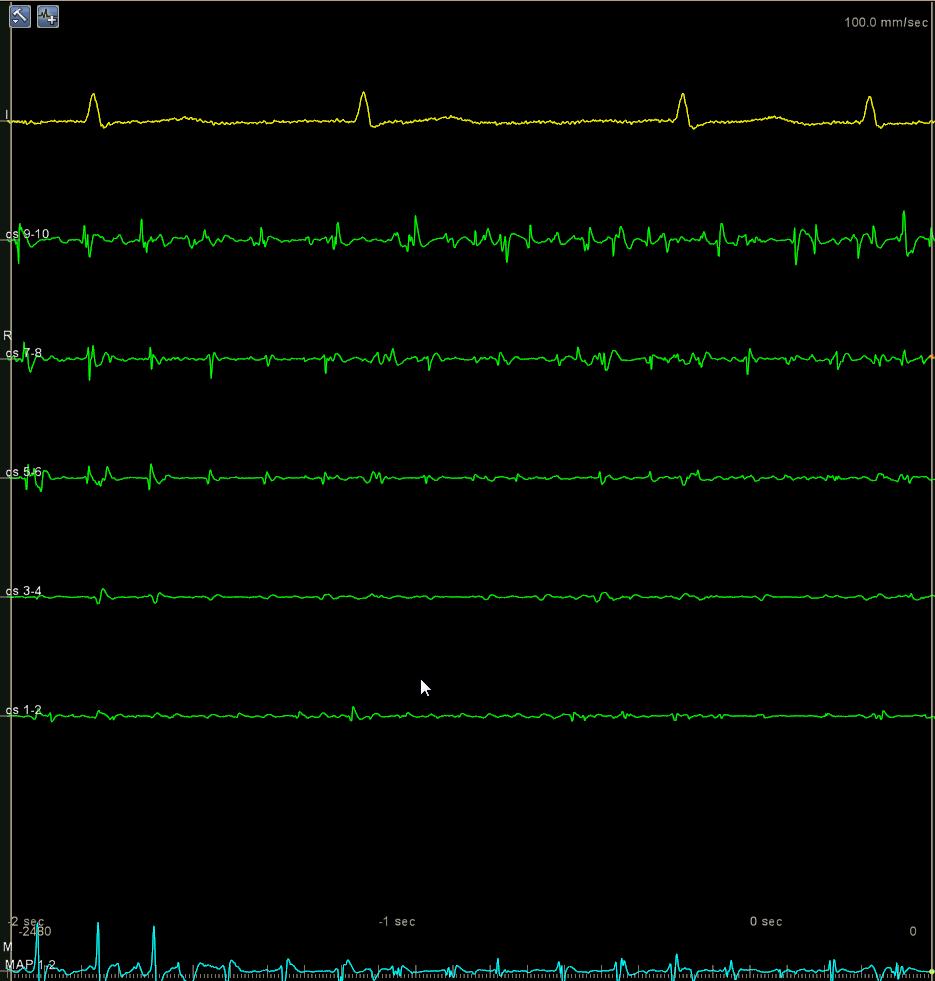 100.0 mm/sec
I
cs 9-10
R
cs 7-8
cs 5-6
cs 3-4
cs 1-2
-2 sec
-1 sec
0 sec
-2480
0
M
MAP 1-2